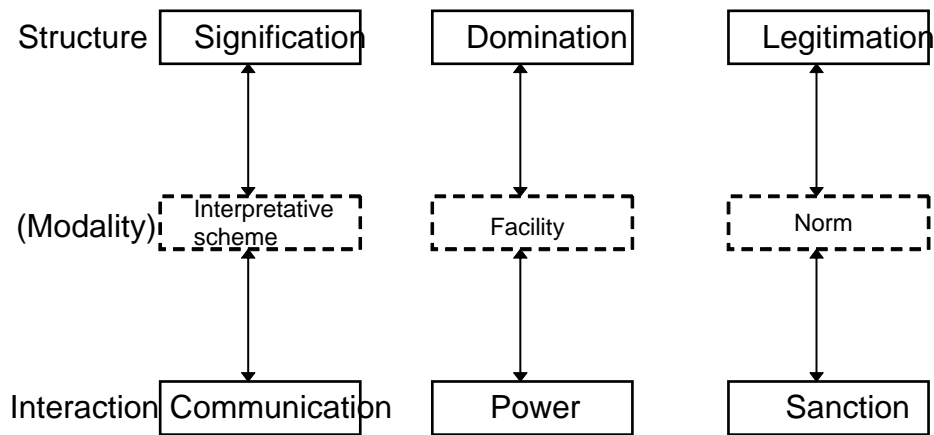 Structure Signification Domination Legitimation
(Modality) Interpretative scheme Facility Norm
Interaction Communication Power Sanction